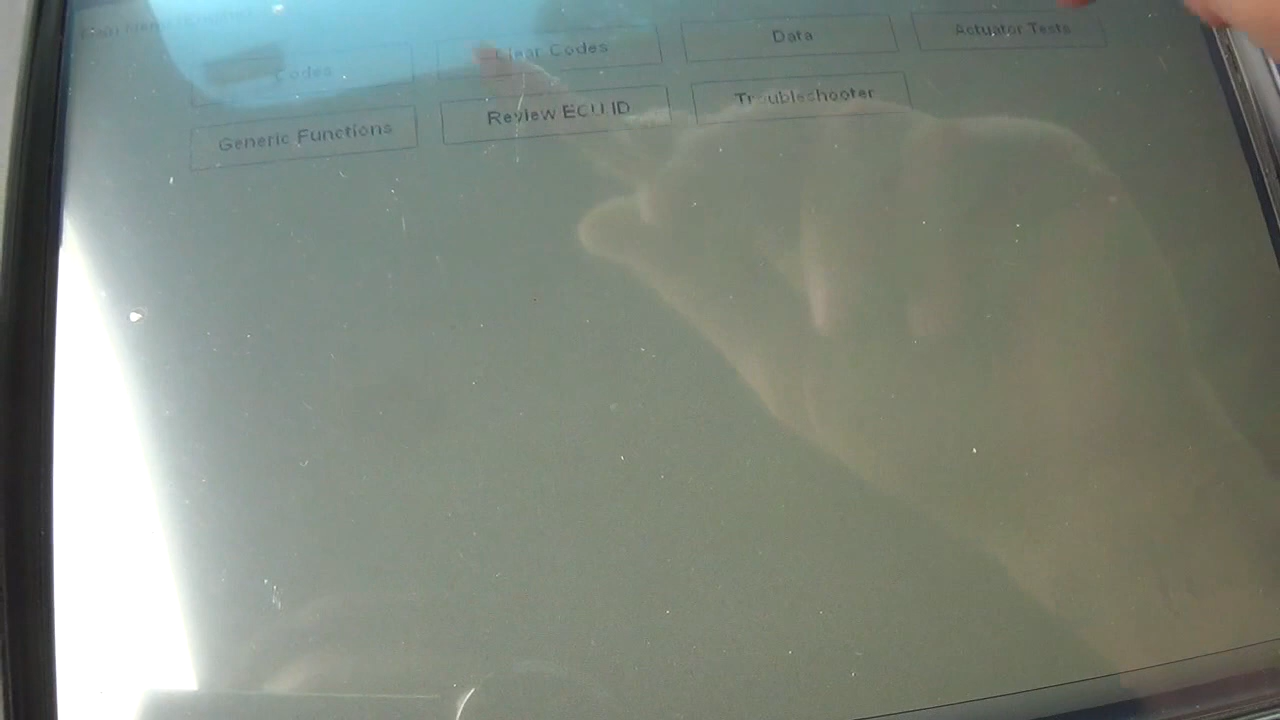 Codes
Clear Codes
Data
Actuator Tests
Generic Functions
Review ECU ID
Troubleshooter